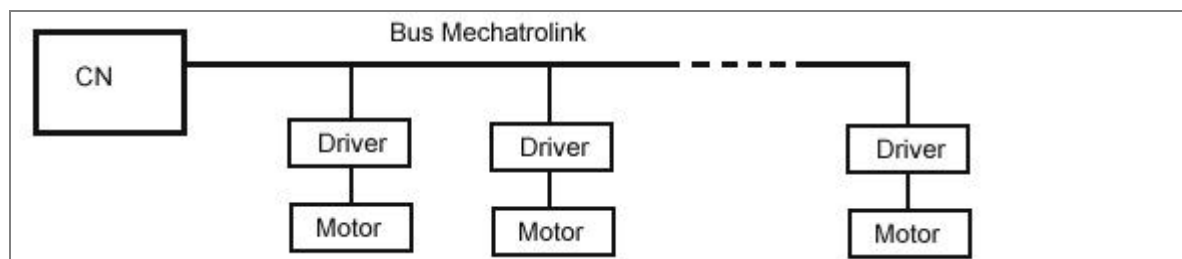 Bus Mechatrolink
CN
Driver
Driver
Driver
Motor
Motor
Motor